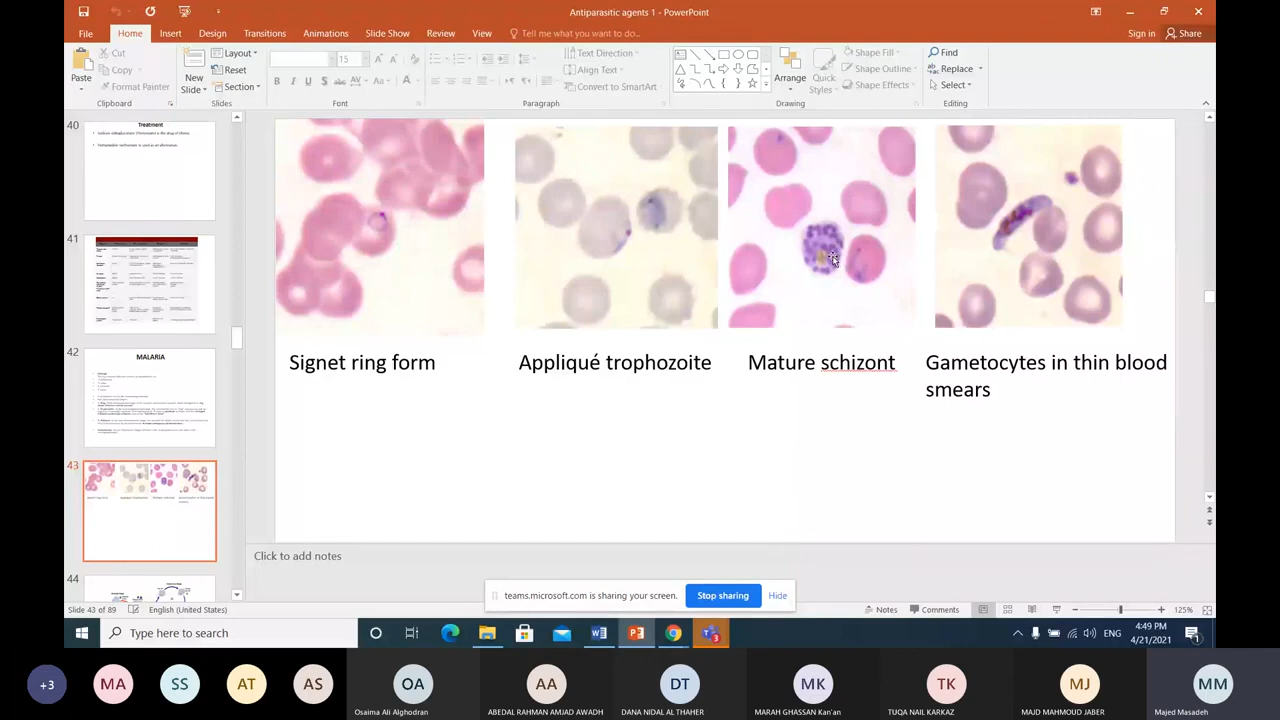 Antiparasitic agents 1 - PowerPoint
File Home Insert Design Transitions Animations Slide Show Review View Tell me what you want to do... Sign in Share
Paste
Cut
Copy
Format Painter
Clipboard
New
Slide
Layout
Reset
Section
Slides
15
B I U S abc AV Aa A
Font
Text Direction
Align Text
Convert to SmartArt
Paragraph
Arrange
Quick
Styles
Shape Fill
Shape Outline
Shape Effects
Drawing
Find
Replace
Select
Editing
40
Treatment
41
42
MALARIA
43
44
Signet ring form
Appliqué trophozoite
Mature schizont
Gametocytes in thin blood
smears
Click to add notes
teams.microsoft.com is sharing your screen. Stop sharing Hide
Slide 43 of 89 English (United States) Notes Comments 125%
Type here to search
ENG
4:49 PM
4/21/2021
+3 MA SS AT AS OA AA DT MK TK MJ MM
Osaima Ali Alghodran ABEDAL RAHMAN AMJAD AWADH DANA NIDAL AL THAHER MARAH GHASSAN Kan'an TUQA NAIL KARKAZ MAJD MAHMOUD JABER Majed Masadeh